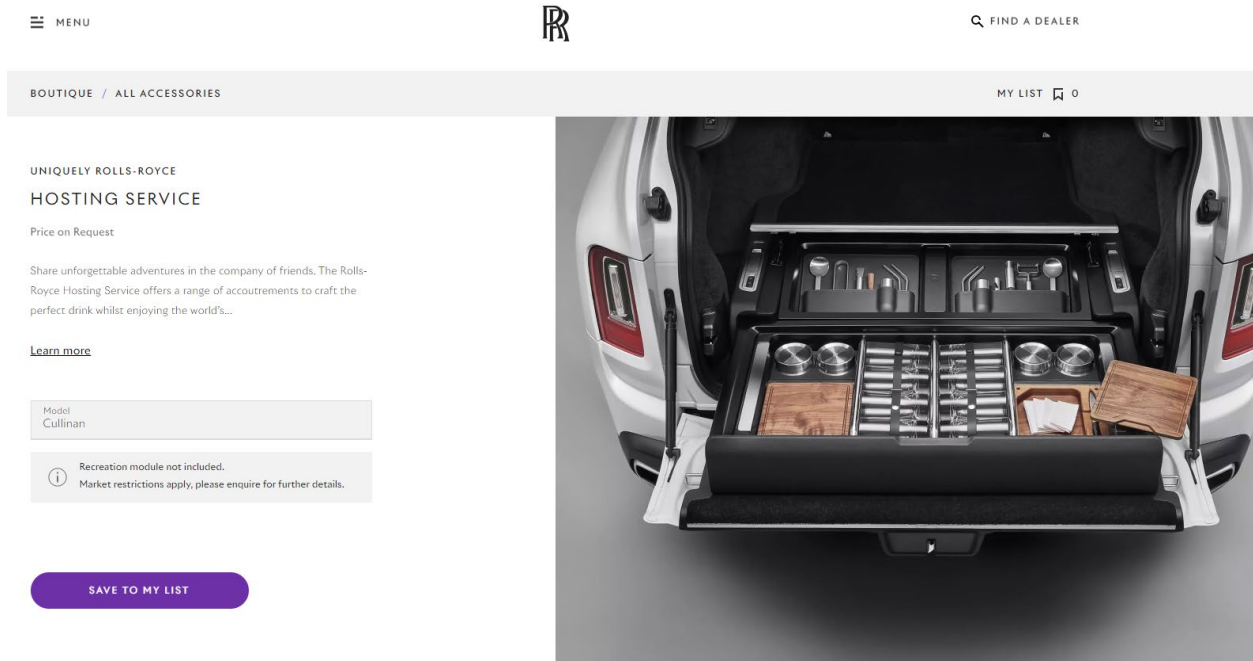 MENU
RR
FIND A DEALER
BOUTIQUE / ALL ACCESSORIES
MY LIST 0
UNIQUELY ROLLS-ROYCE
HOSTING SERVICE
Price on Request
Share unforgettable adventures in the company of friends. The Rolls-
Royce Hosting Service offers a range of accoutrements to craft the
perfect drink whilst enjoying the world's...
Learn more
Model
Cullinan
Recreation module not included.
Market restrictions apply, please enquire for further details.
SAVE TO MY LIST